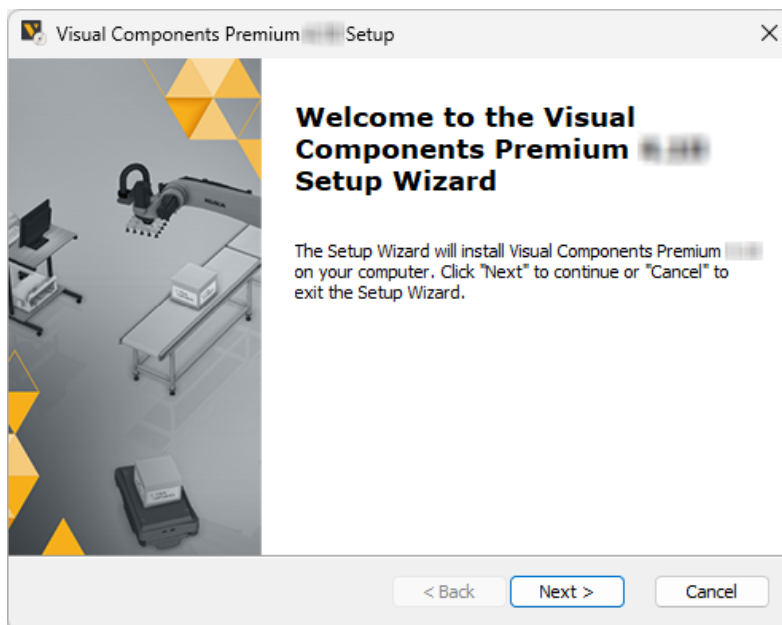 Visual Components Premium Setup
Welcome to the Visual
Components Premium
Setup Wizard
The Setup Wizard will install Visual Components Premium
on your computer. Click "Next" to continue or "Cancel" to
exit the Setup Wizard.
< Back
Next >
Cancel